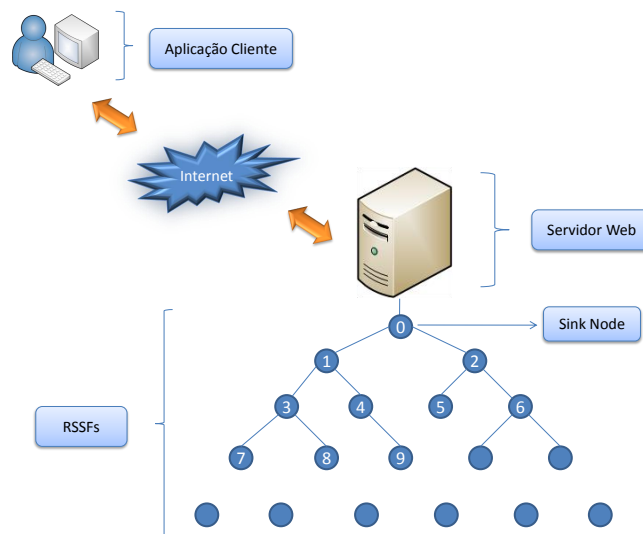 Aplicação Cliente
Internet
Servidor Web
0
Sink Node
1
2
3
4
5
6
RSSFs
7
8
9